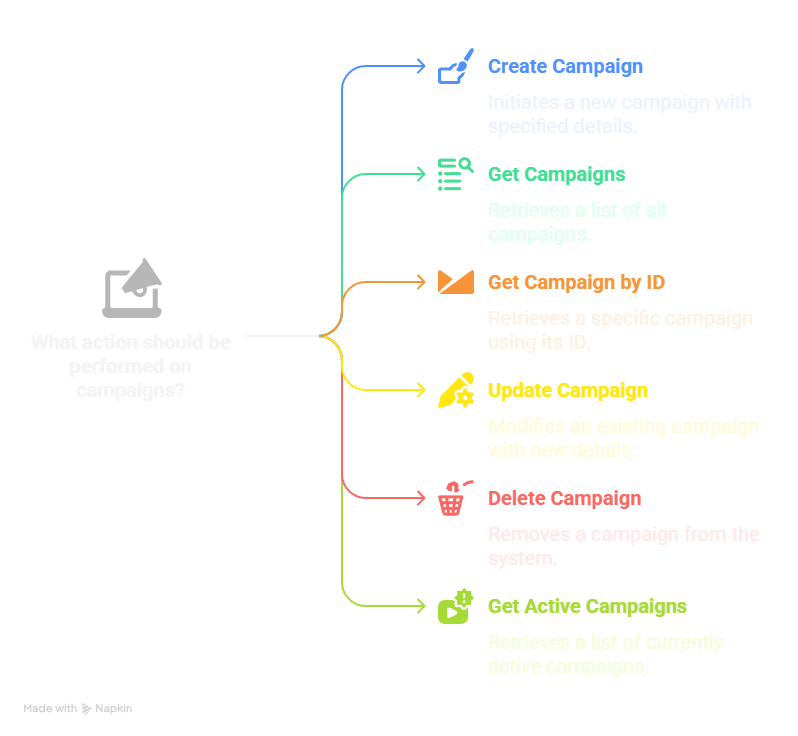 Create Campaign
Initiates a new campaign with
specified details.
Get Campaigns
Retrieves a list of all
campaigns.
Get Campaign by ID
Retrieves a specific campaign
using its ID.
What action should be
performed on
campaigns?
Update Campaign
Modifies an existing campaign
with new details.
Delete Campaign
Removes a campaign from the
system.
Get Active Campaigns
Retrieves a list of currently
active campaigns.
Made with Napkin